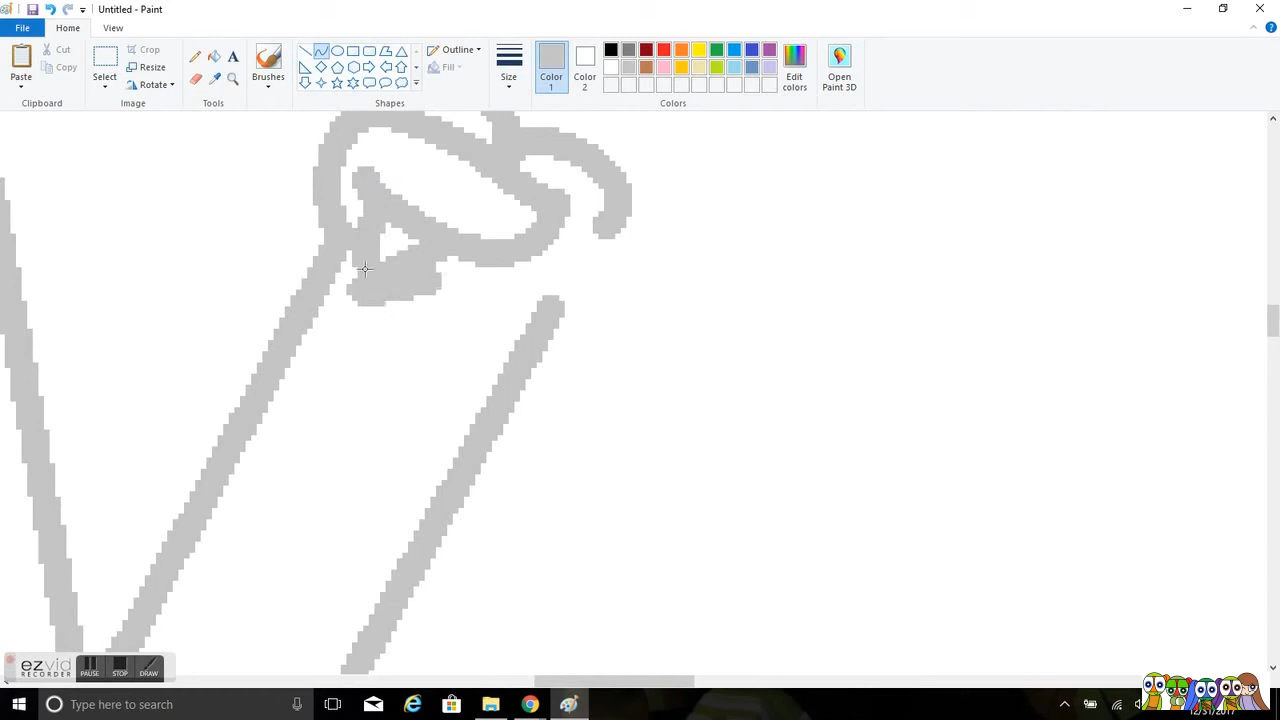 Untitled - Paint
File Home View
Paste
Cut
Copy
Clipboard
Select
Crop
Resize
Rotate
Image
Tools
Brushes
Outline
Fill
Shapes
Size
Color 1
Color 2
Edit colors
Colors
Open Paint 3D
ezvid
RECORDER
PAUSE STOP DRAW
Type here to search